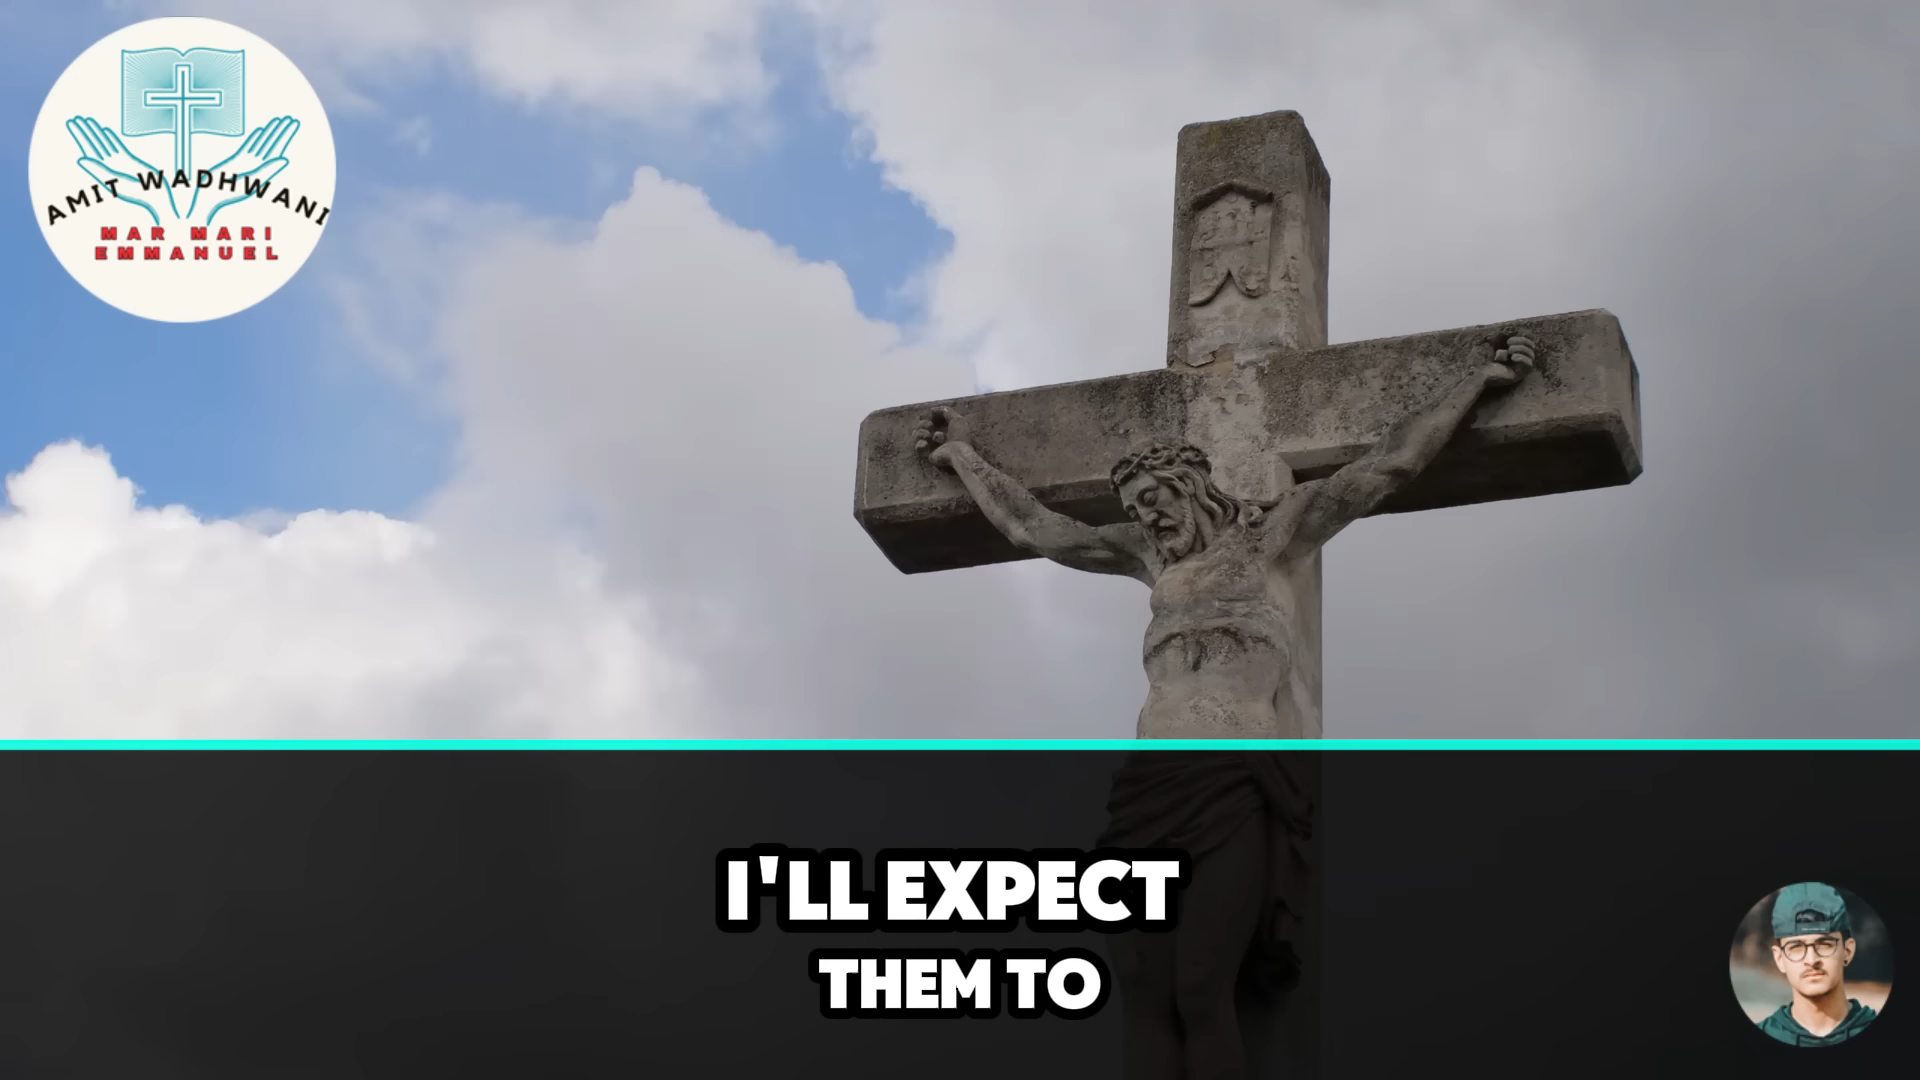 AMIT WADHWANI
MAR MARI
EMMANUEL
I'LL EXPECT
THEM TO